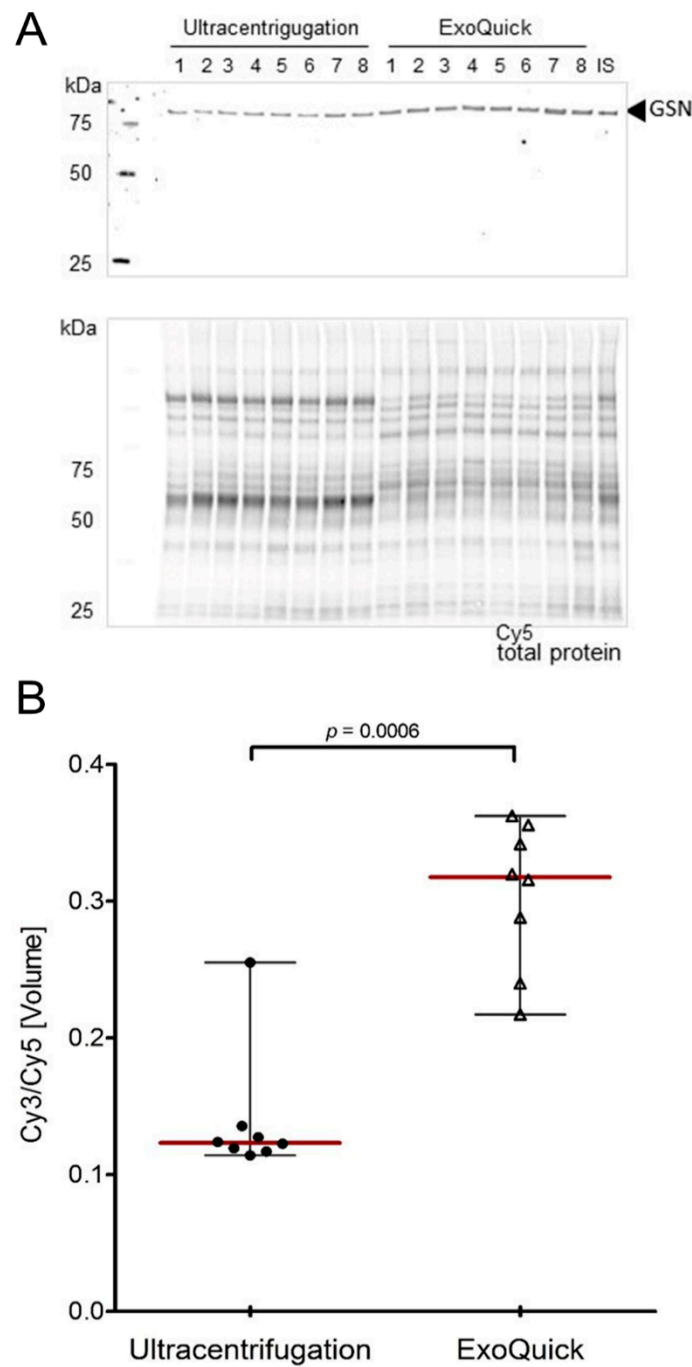 A
Ultracentrigugation ExoQuick
1 2 3 4 5 6 7 8 1 2 3 4 5 6 7 8 IS
kDa
75
GSN
50
25
kDa
75
50
25
Cy5
total protein
B
p = 0.0006
0.4
0.3
0.2
0.1
0.0
Cy3/Cy5 [Volume]
Ultracentrifugation ExoQuick